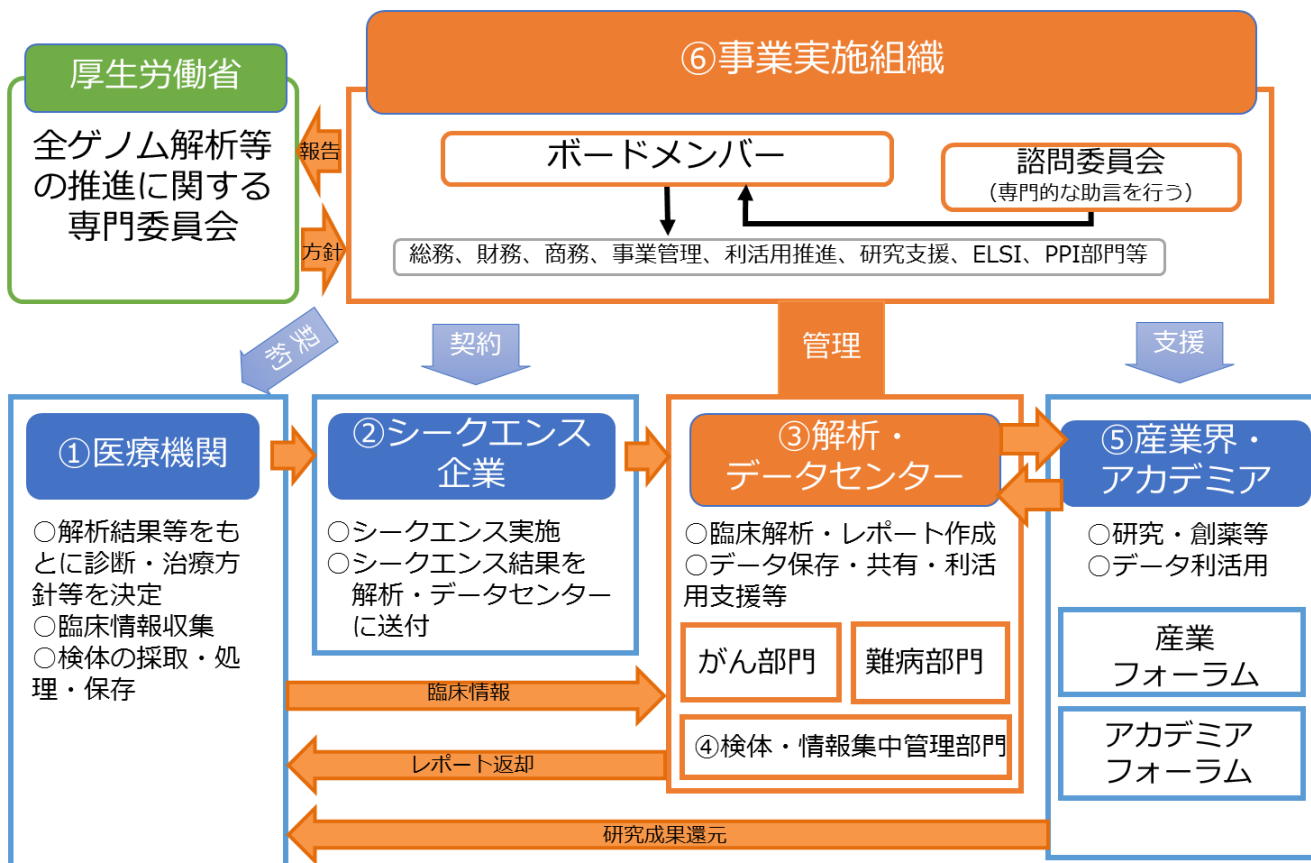 厚生労働省
全ゲノム解析等
の推進に関する
専門委員会
報告
方針
⑥事業実施組織
ボードメンバー
諮問委員会
（専門的な助言を行う）
総務、財務、商務、事業管理、利活用推進、研究支援、ELSI、PPI部門等
契約
契約
管理
支援
①医療機関
○解析結果等をも
とに診断・治療方
針等を決定
○臨床情報収集
○検体の採取・処
理・保存
②シークエンス
企業
○シークエンス実施
○シークエンス結果を
解析・データセンター
に送付
③解析・
データセンター
○臨床解析・レポート作成
○データ保存・共有・利活
用支援等
がん部門
難病部門
④検体・情報集中管理部門
⑤産業界・
アカデミア
○研究・創薬等
○データ利活用
産業
フォーラム
アカデミア
フォーラム
臨床情報
レポート返却
研究成果還元